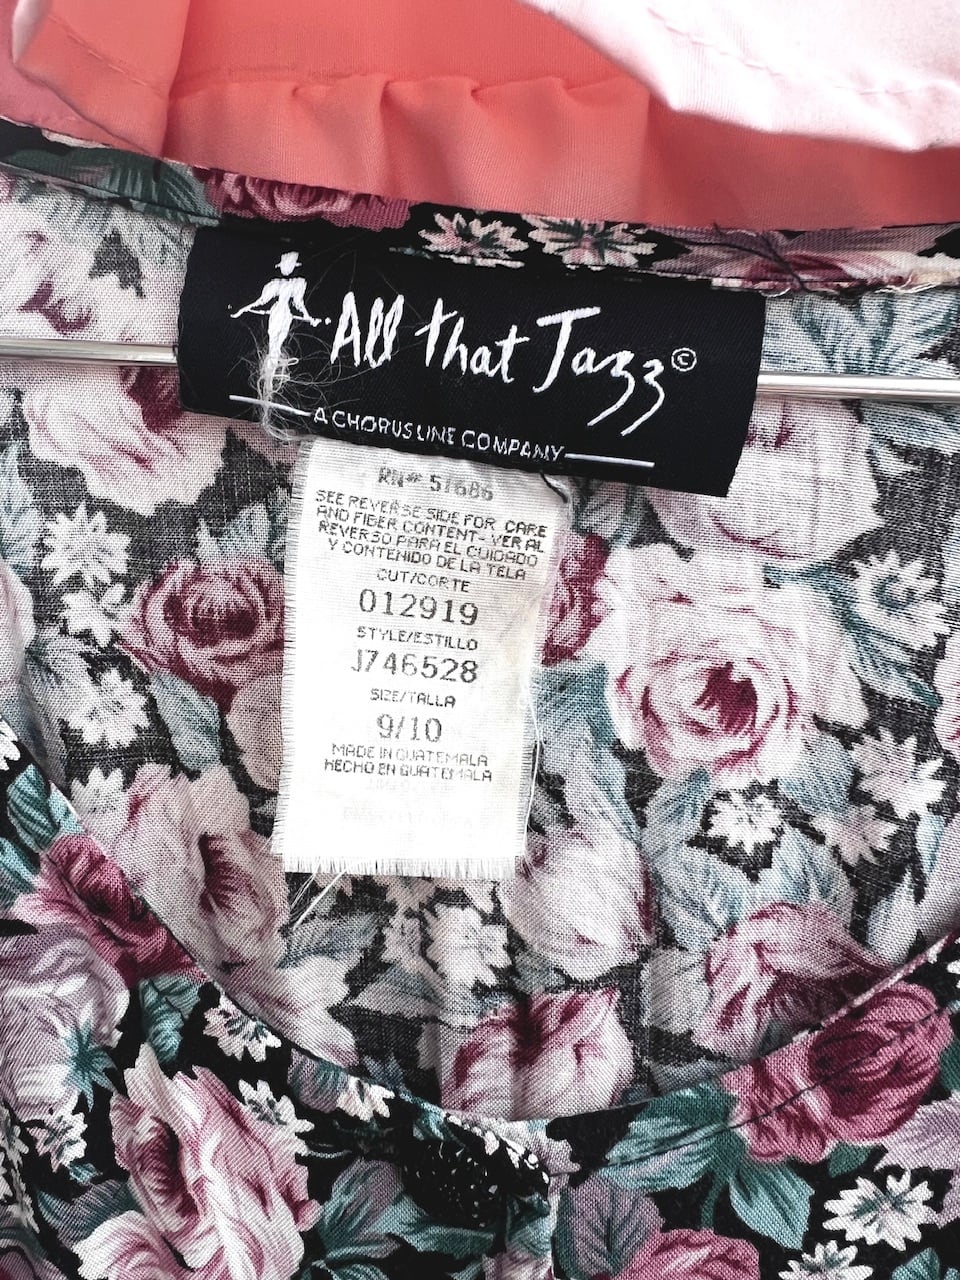 All That Jazz©
A CHORUS LINE COMPANY
RN# 57686
SEE REVERSE SIDE FOR CARE
AND FIBER CONTENT-VER AL
REVERSO PARA EL CUIDADO
Y CONTENIDO DE LA TELA
CUT/CORTE
012919
STYLE/ESTILLO
J746528
SIZE/TALLA
9/10
MADE IN GUATEMALA
HECHO EN GUATEMALA